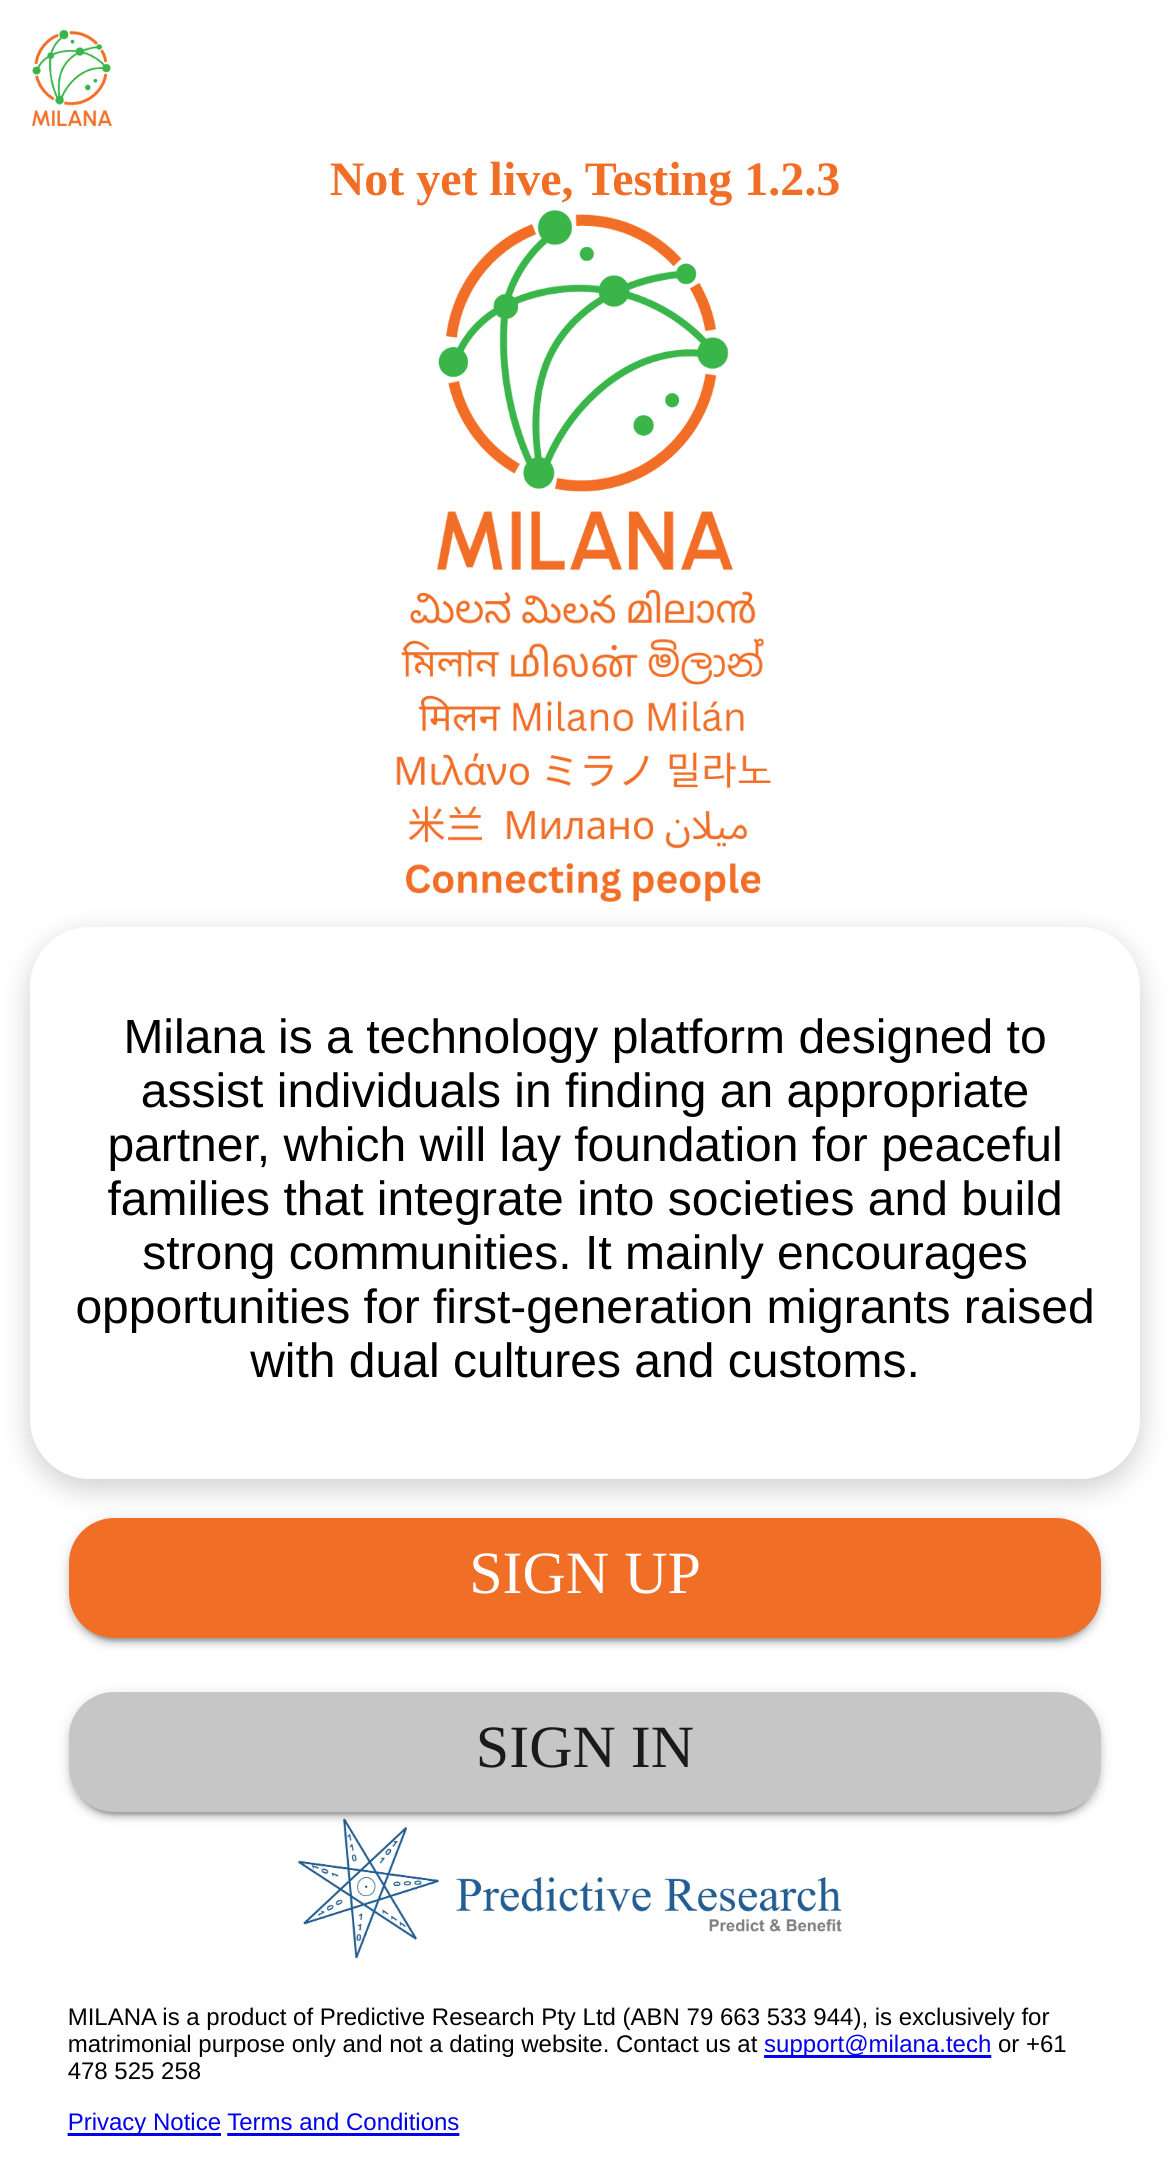 MILANA
Not yet live, Testing 1.2.3
MILANA
ಮಿಲನ మిలన മിലാൻ
ਮਿਲਾਨ மிலன் මිලාන්
मिलन Milano Milán
Μιλάνο ミラノ 밀라노
米兰 Милано میلان
Connecting people
Milana is a technology platform designed to
assist individuals in finding an appropriate
partner, which will lay foundation for peaceful
families that integrate into societies and build
strong communities. It mainly encourages
opportunities for first-generation migrants raised
with dual cultures and customs.
SIGN UP
SIGN IN
Predictive Research
Predict & Benefit
MILANA is a product of Predictive Research Pty Ltd (ABN 79 663 533 944), is exclusively for
matrimonial purpose only and not a dating website. Contact us at support@milana.tech or +61
478 525 258
Privacy Notice Terms and Conditions